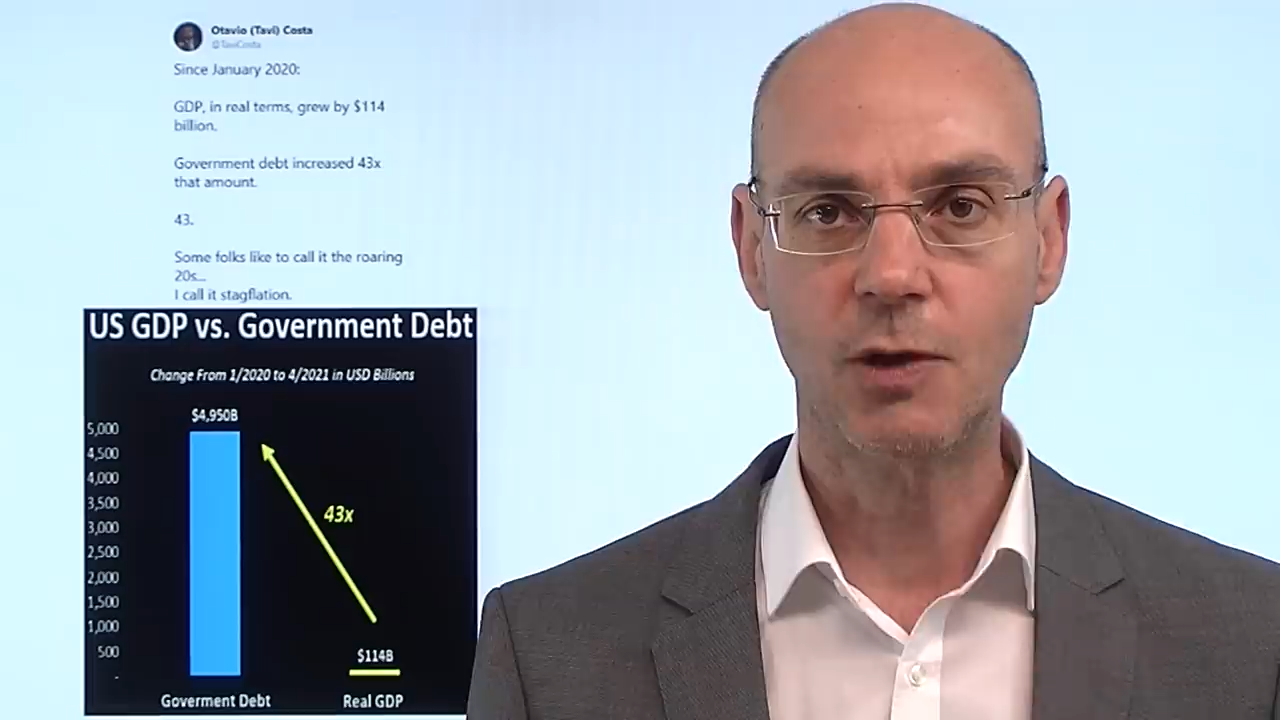 Otavio (Tavi) Costa
@TaviCosta
Since January 2020:
GDP, in real terms, grew by $114
billion.
Government debt increased 43x
that amount.
43.
Some folks like to call it the roaring
20s...
I call it stagflation.
US GDP vs. Government Debt
Change From 1/2020 to 4/2021 in USD Billions
$4,950B
5,000
4,500
4,000
3,500
3,000
2,500
2,000
1,500
1,000
500
-
43x
$114B
Goverment Debt
Real GDP